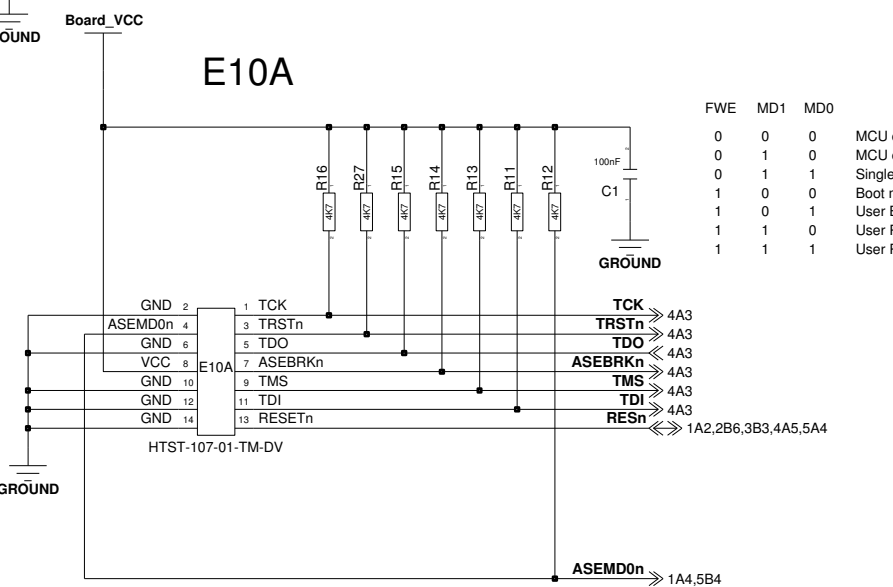 Board_VCC
GROUND
E10A
FWE MD1 MD0
0 0 0 MCU
0 1 0 MCU
0 1 1 Single
1 0 0 Boot
1 0 1 User
1 1 0 User
1 1 1 User
R16 R27 R15 R14 R13 R11 R12
4K7 4K7 4K7 4K7 4K7 4K7 4K7
100nF
C1
GROUND
GND 2 1 TCK TCK 4A3
ASEMD0n 4 3 TRSTn TRSTn 4A3
GND 6 5 TDO TDO 4A3
VCC 8 E10A 7 ASEBRKn ASEBRKn 4A3
GND 10 9 TMS TMS 4A3
GND 12 11 TDI TDI 4A3
GND 14 13 RESETn RESn 1A2,2B6,3B3,4A5,5A4
HTST-107-01-TM-DV
GROUND
ASEMD0n 1A4,5B4